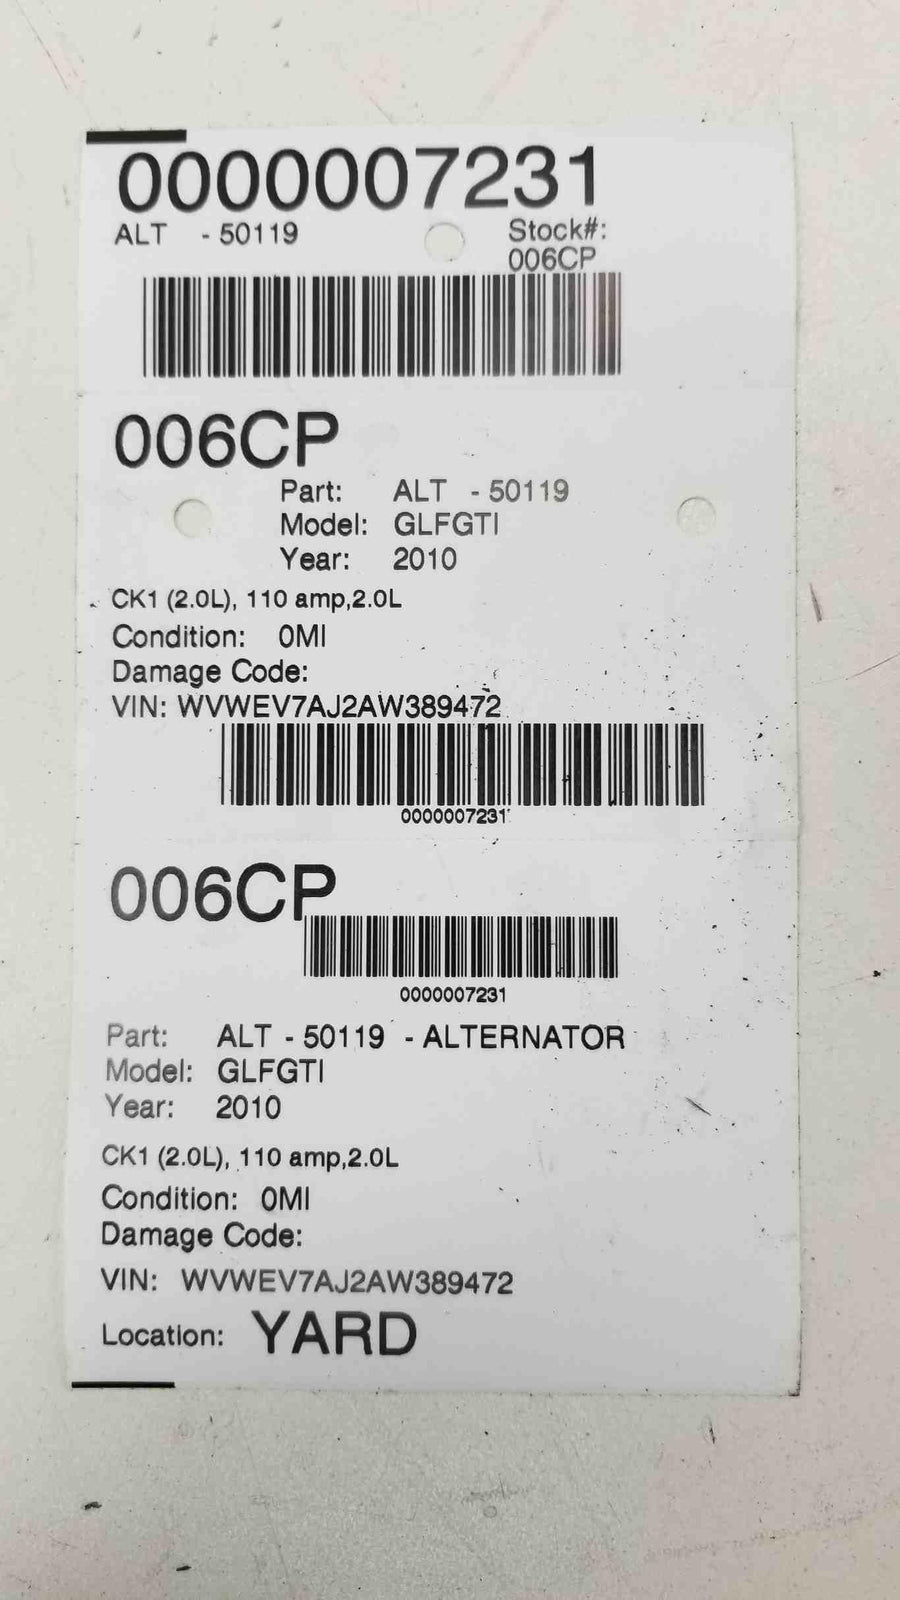 0000007231
ALT - 50119 Stock#:
006CP
006CP
Part: ALT - 50119
Model: GLFGTI
Year: 2010
CK1 (2.0L), 110 amp,2.0L
Condition: 0MI
Damage Code:
VIN: WVWEV7AJ2AW389472
0000007231
006CP
0000007231
Part: ALT - 50119 - ALTERNATOR
Model: GLFGTI
Year: 2010
CK1 (2.0L), 110 amp,2.0L
Condition: 0MI
Damage Code:
VIN: WVWEV7AJ2AW389472
Location: YARD